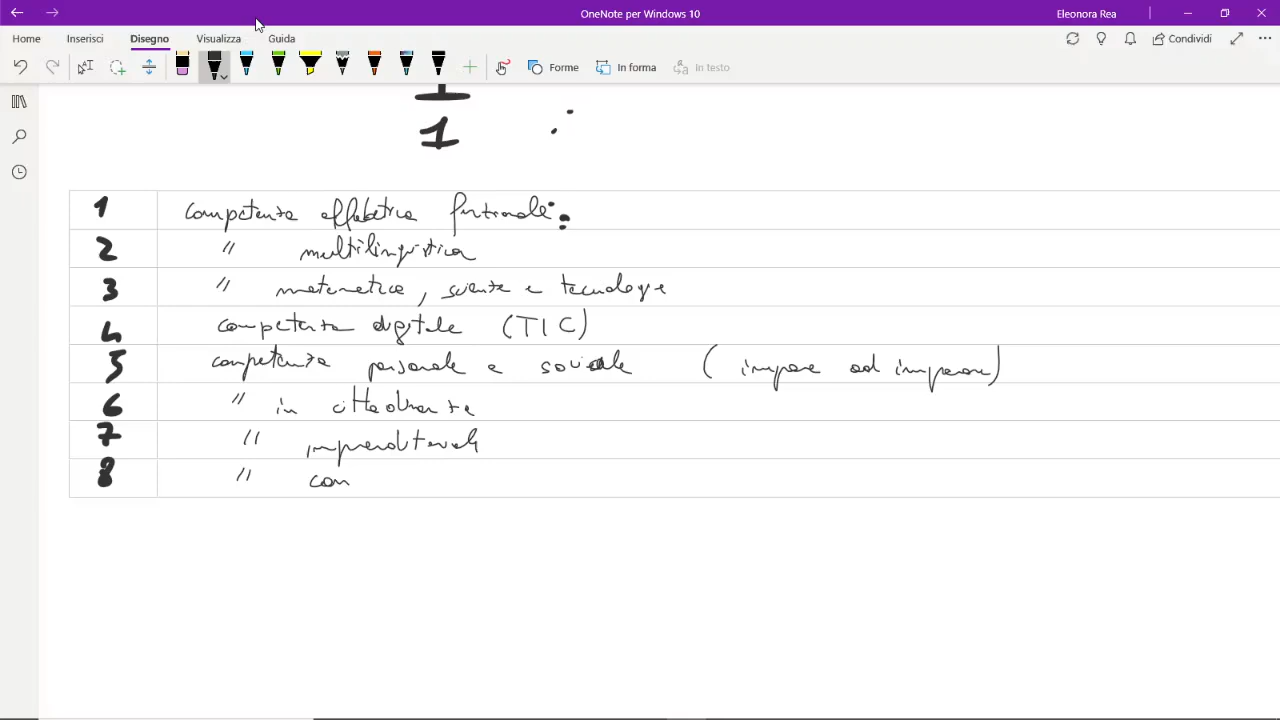 OneNote per Windows 10 Eleonora Rea
Home Inserisci Disegno Visualizza Guida Condividi
Forme In forma In testo
1
1 competenza alfabetica funzionale:
2 " multilinguistica
3 " matematica, scienze e tecnologie
4 competenza digitale (TIC)
5 competenza personale e sociale (imparare ad imparare)
6 " in cittadinanza
7 " imprenditoriale
8 " con